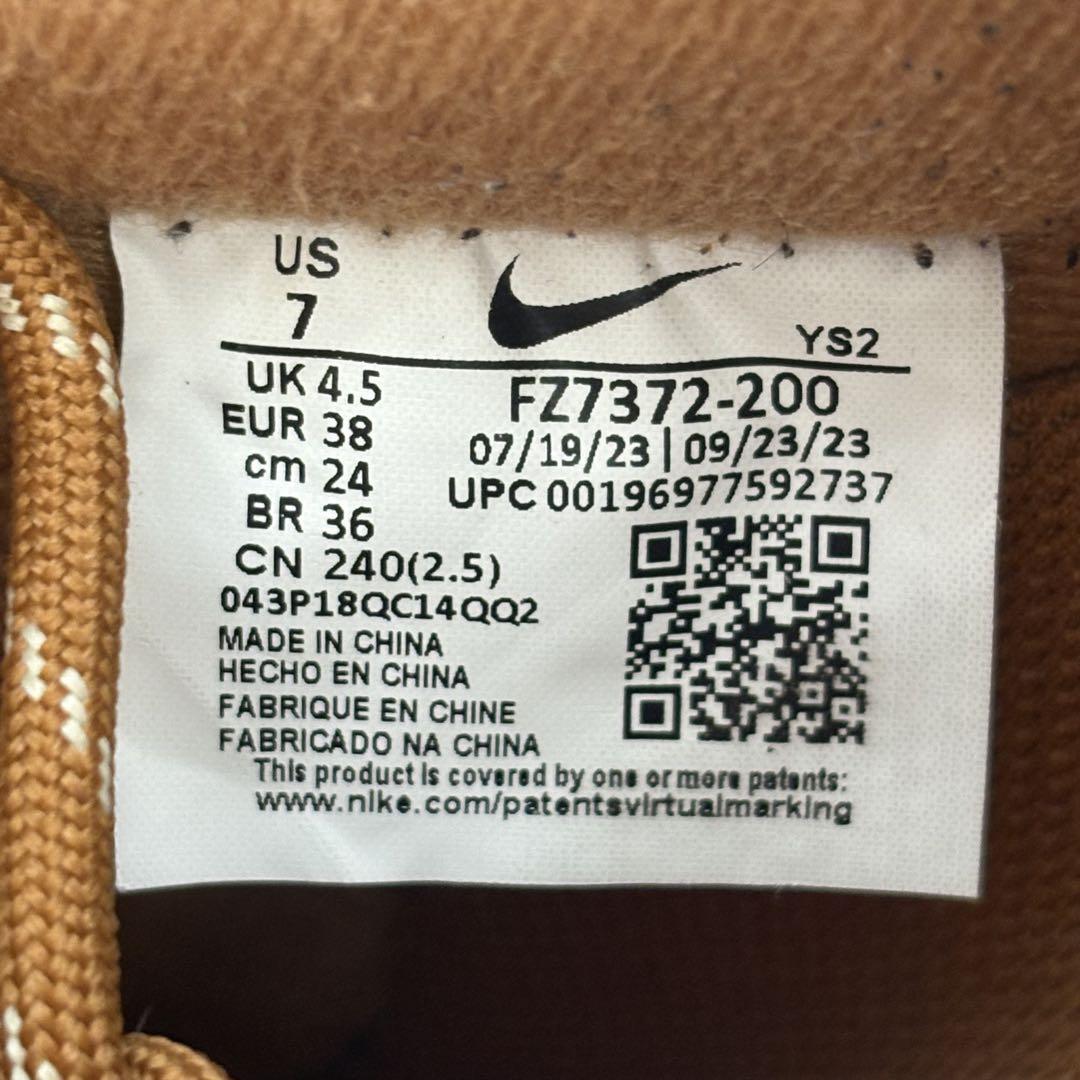 US
7
YS2
UK 4.5
EUR 38
cm 24
BR 36
CN 240(2.5)
FZ7372-200
07/19/23 | 09/23/23
UPC 00196977592737
043P18QC14QQ2
MADE IN CHINA
HECHO EN CHINA
FABRIQUE EN CHINE
FABRICADO NA CHINA
This product is covered by one or more patents:
www.nike.com/patentsvirtualmarking